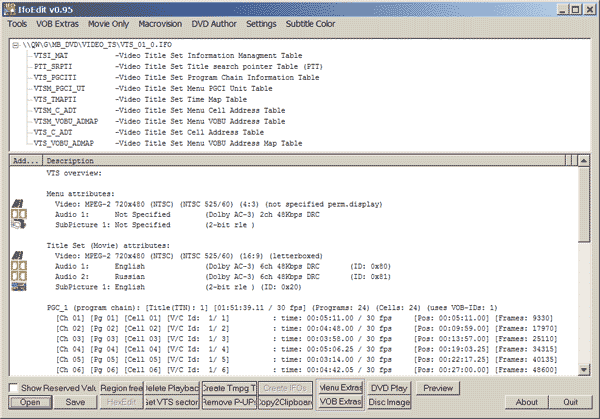 IfoEdit v0.95
Tools VOB Extras Movie Only Macrovision DVD Author Settings Subtitle Color
\\QW\G\MB_DVD\VIDEO_TS\VTS_01_0.IFO
VTSI_MAT -Video Title Set Information Managment Table
PTT_SRPTI -Video Title Set Title search pointer Table (PTT)
VTS_PGCITI -Video Title Set Program Chain Information Table
VTSM_PGCI_UT -Video Title Set Menu PGCI Unit Table
VTS_TMAPTI -Video Title Set Time Map Table
VTSM_C_ADT -Video Title Set Menu Cell Address Table
VTSM_VOBU_ADMAP -Video Title Set Menu VOBU Address Table
VTS_C_ADT -Video Title Set Cell Address Table
VTS_VOBU_ADMAP -Video Title Set VOBU Address Map Table
Add... Description
VTS overview:
Menu attributes:
Video: MPEG-2 720x480 (NTSC) (NTSC 525/60) (4:3) (not specified perm.display)
Audio 1: Not Specified (Dolby AC-3) 2ch 48Kbps DRC
SubPicture 1: Not Specified (2-bit rle )
Title Set (Movie) attributes:
Video: MPEG-2 720x480 (NTSC) (NTSC 525/60) (16:9) (letterboxed)
Audio 1: English (Dolby AC-3) 6ch 48Kbps DRC (ID: 0x80)
Audio 2: Russian (Dolby AC-3) 6ch 48Kbps DRC (ID: 0x81)
SubPicture 1: English (2-bit rle ) (ID: 0x20)
PGC_1 (program chain): [Title(TTN): 1] [01:51:39.11 / 30 fps] (Programs: 24) (Cells: 24) (uses VOB-IDs: 1)
[Ch 01] [Pg 01] [Cell 01] [V/C Id: 1/ 1] : time: 00:05:11.00 / 30 fps [Pos: 00:05:11.00] [Frames: 9330]
[Ch 02] [Pg 02] [Cell 02] [V/C Id: 1/ 2] : time: 00:04:48.00 / 30 fps [Pos: 00:09:59.00] [Frames: 17970]
[Ch 03] [Pg 03] [Cell 03] [V/C Id: 1/ 3] : time: 00:03:58.00 / 30 fps [Pos: 00:13:57.00] [Frames: 25110]
[Ch 04] [Pg 04] [Cell 04] [V/C Id: 1/ 4] : time: 00:05:06.25 / 30 fps [Pos: 00:19:03.25] [Frames: 34315]
[Ch 05] [Pg 05] [Cell 05] [V/C Id: 1/ 5] : time: 00:03:14.00 / 30 fps [Pos: 00:22:17.25] [Frames: 40135]
[Ch 06] [Pg 06] [Cell 06] [V/C Id: 1/ 6] : time: 00:04:42.05 / 30 fps [Pos: 00:27:00.00] [Frames: 48600]
Show Reserved Valu Region free Delete Playbac Create Tmpg T Create IFOs Menu Extras DVD Play Preview
Open Save HexEdit Get VTS sector Remove P-UPs Copy2Clipboar VOB Extras Disc Image About Quit